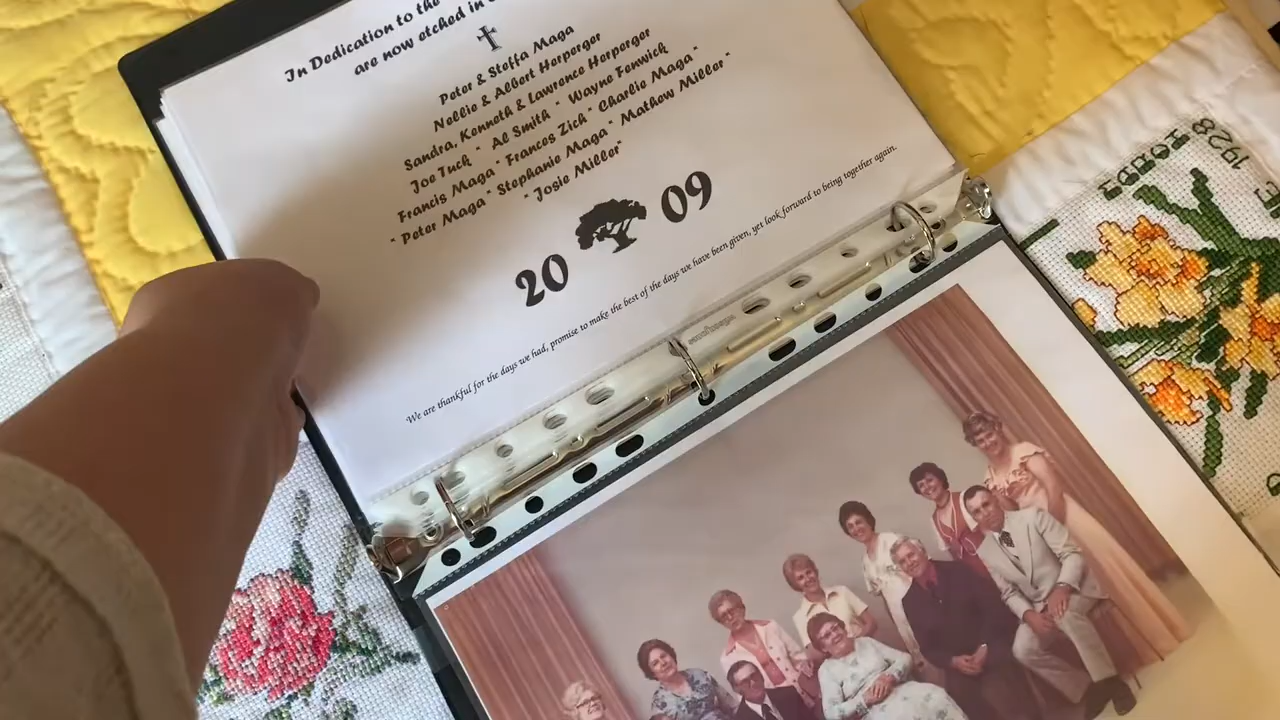 In Dedication to the
are now etched in
Peter & Stoffa Maga
Nellie & Albert Herperger
Sandra, Kenneth & Lawrence Herperger
Joe Tuck ~ Al Smith ~ Wayne Fenwick
Francis Maga ~ Frances Zich ~ Charlie Maga ~
~ Peter Maga ~ Stephanie Maga ~ Mathew Miller ~
~ Josie Miller ~
20 09
We are thankful for the days we had, promise to make the best of the days we have been given, yet look forward to being together again.
1928